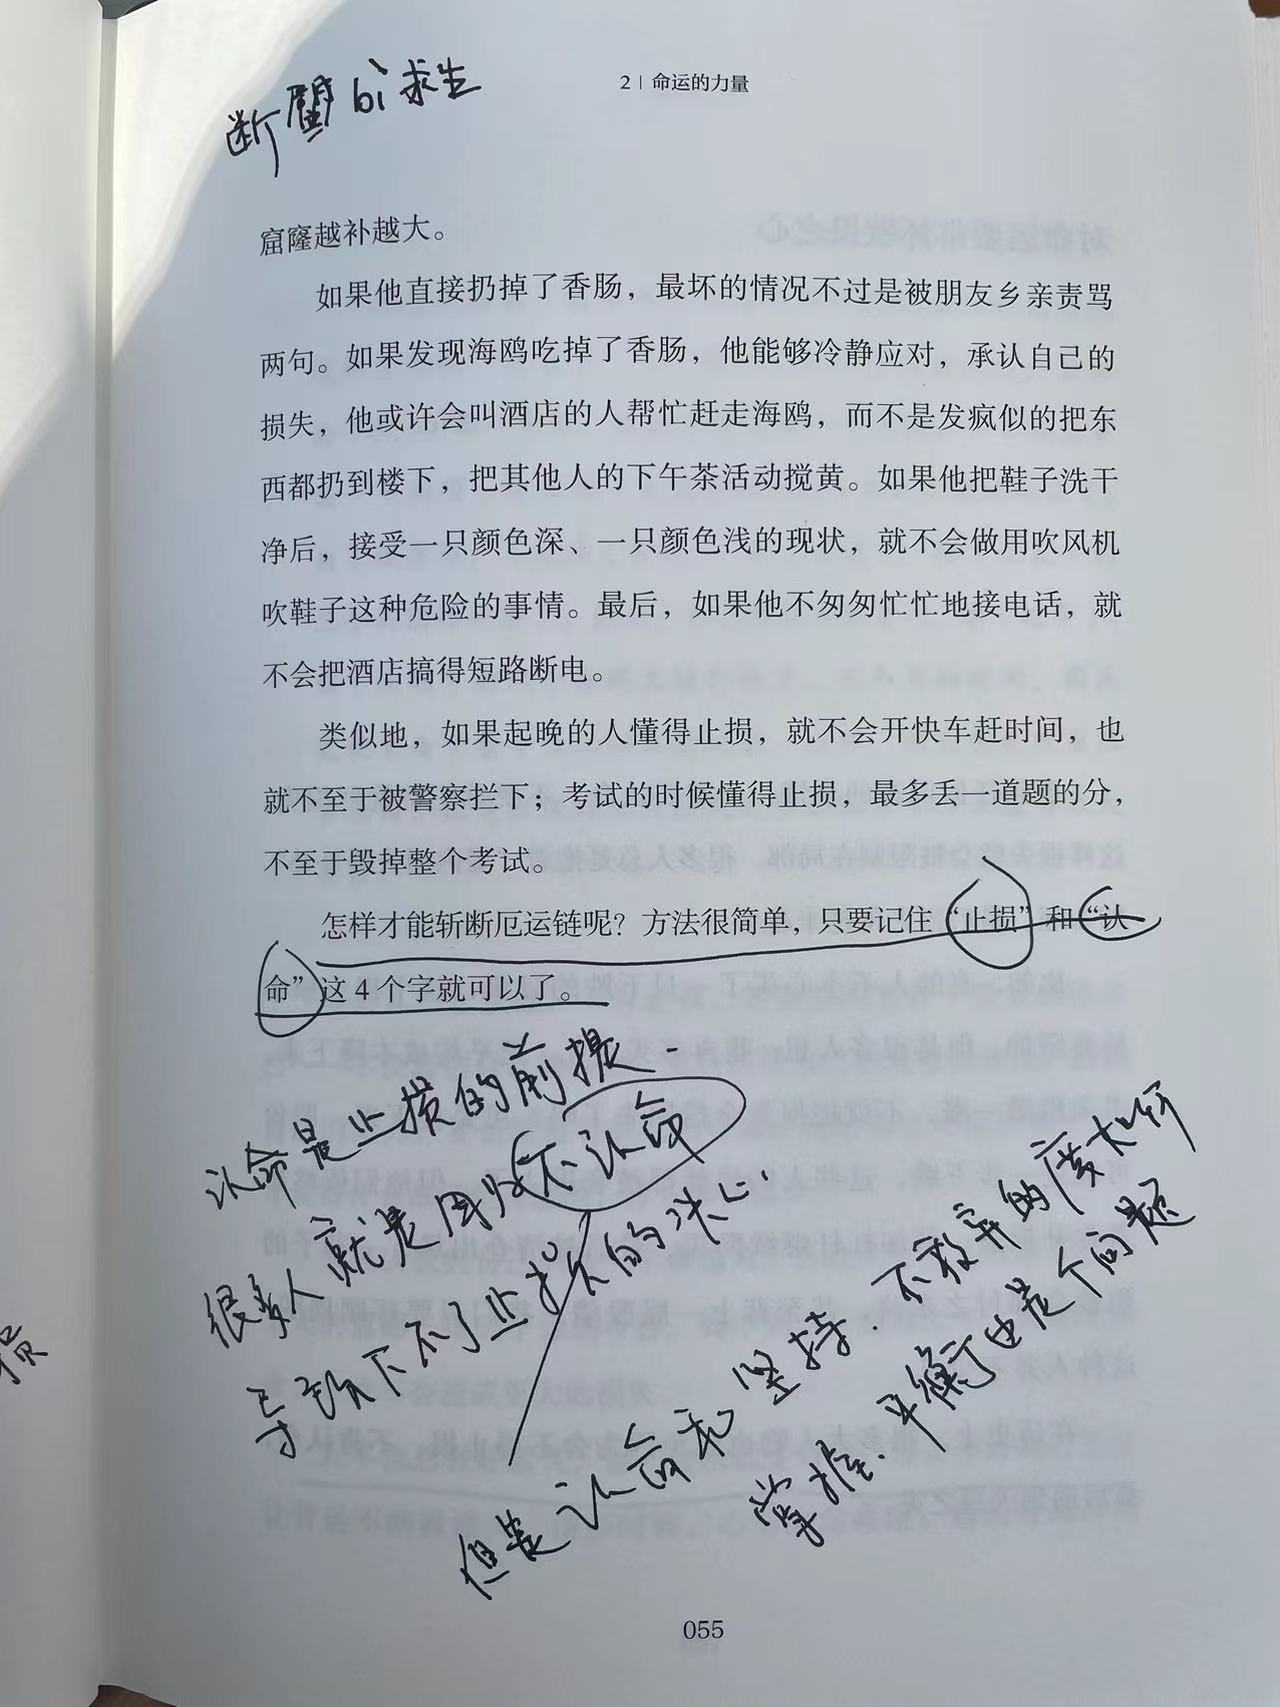 2 | 命运的力量
断臂bì求生
窟窿越补越大。
如果他直接扔掉了香肠，最坏的情况不过是被朋友乡亲责骂
两句。如果发现海鸥吃掉了香肠，他能够冷静应对，承认自己的
损失，他或许会叫酒店的人帮忙赶走海鸥，而不是发疯似的把东
西都扔到楼下，把其他人的下午茶活动搅黄。如果他把鞋子洗干
净后，接受一只颜色深、一只颜色浅的现状，就不会做用吹风机
吹鞋子这种危险的事情。最后，如果他不匆匆忙忙地接电话，就
不会把酒店搞得短路断电。
类似地，如果起晚的人懂得止损，就不会开快车赶时间，也
就不至于被警察拦下；考试的时候懂得止损，最多丢一道题的分，
不至于毁掉整个考试。
怎样才能斩断厄运链呢？方法很简单，只要记住“止损”和“认
命”这 4 个字就可以了。
认命是止损的前提.
很多人就是因为不认命
导致下不了止损的决心.
但是认命和坚持.不放弃的度如何
掌握.平衡也是个问题
损
055